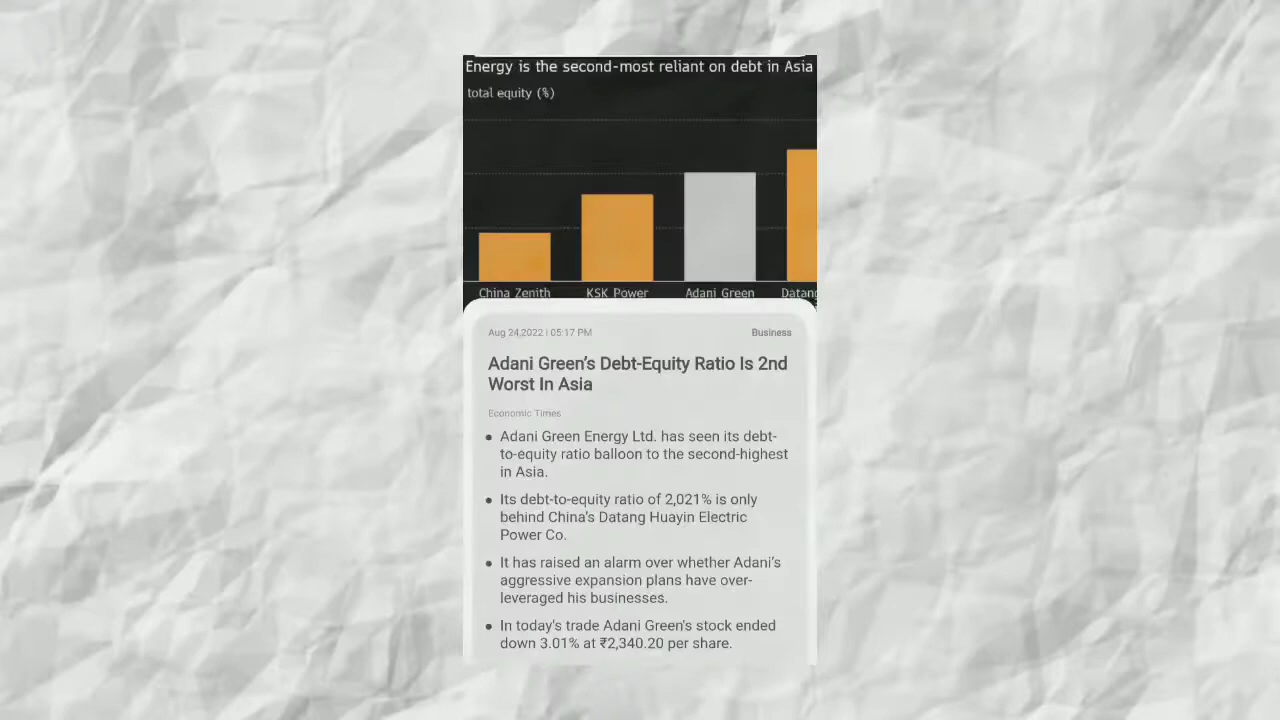 Energy is the second-most reliant on debt in Asia
total equity (%)
China Zenith KSK Power Adani Green Datang
Aug 24,2022 | 05:17 PM Business
Adani Green’s Debt-Equity Ratio Is 2nd
Worst In Asia
Economic Times
• Adani Green Energy Ltd. has seen its debt-
to-equity ratio balloon to the second-highest
in Asia.
• Its debt-to-equity ratio of 2,021% is only
behind China’s Datang Huayin Electric
Power Co.
• It has raised an alarm over whether Adani’s
aggressive expansion plans have over-
leveraged his businesses.
• In today's trade Adani Green's stock ended
down 3.01% at ₹2,340.20 per share.